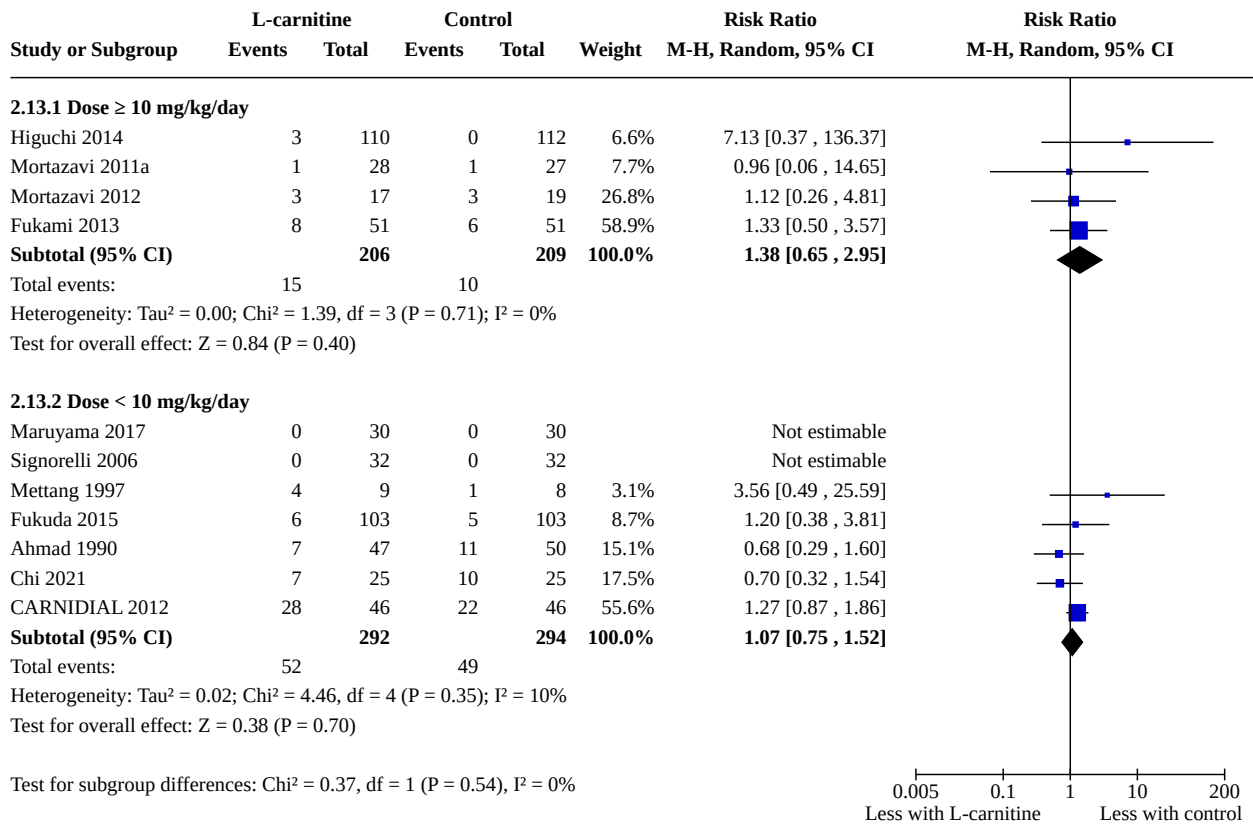 L-carnitine Control Risk Ratio Risk Ratio
Study or Subgroup Events Total Events Total Weight M-H, Random, 95% CI M-H, Random, 95% CI
2.13.1 Dose ≥ 10 mg/kg/day
Higuchi 2014 3 110 0 112 6.6% 7.13 [0.37 , 136.37]
Mortazavi 2011a 1 28 1 27 7.7% 0.96 [0.06 , 14.65]
Mortazavi 2012 3 17 3 19 26.8% 1.12 [0.26 , 4.81]
Fukami 2013 8 51 6 51 58.9% 1.33 [0.50 , 3.57]
Subtotal (95% CI) 206 209 100.0% 1.38 [0.65 , 2.95]
Total events: 15 10
Heterogeneity: Tau² = 0.00; Chi² = 1.39, df = 3 (P = 0.71); I² = 0%
Test for overall effect: Z = 0.84 (P = 0.40)
2.13.2 Dose < 10 mg/kg/day
Maruyama 2017 0 30 0 30 Not estimable
Signorelli 2006 0 32 0 32 Not estimable
Mettang 1997 4 9 1 8 3.1% 3.56 [0.49 , 25.59]
Fukuda 2015 6 103 5 103 8.7% 1.20 [0.38 , 3.81]
Ahmad 1990 7 47 11 50 15.1% 0.68 [0.29 , 1.60]
Chi 2021 7 25 10 25 17.5% 0.70 [0.32 , 1.54]
CARNIDIAL 2012 28 46 22 46 55.6% 1.27 [0.87 , 1.86]
Subtotal (95% CI) 292 294 100.0% 1.07 [0.75 , 1.52]
Total events: 52 49
Heterogeneity: Tau² = 0.02; Chi² = 4.46, df = 4 (P = 0.35); I² = 10%
Test for overall effect: Z = 0.38 (P = 0.70)
Test for subgroup differences: Chi² = 0.37, df = 1 (P = 0.54), I² = 0%
0.005 0.1 1 10 200
Less with L-carnitine Less with control